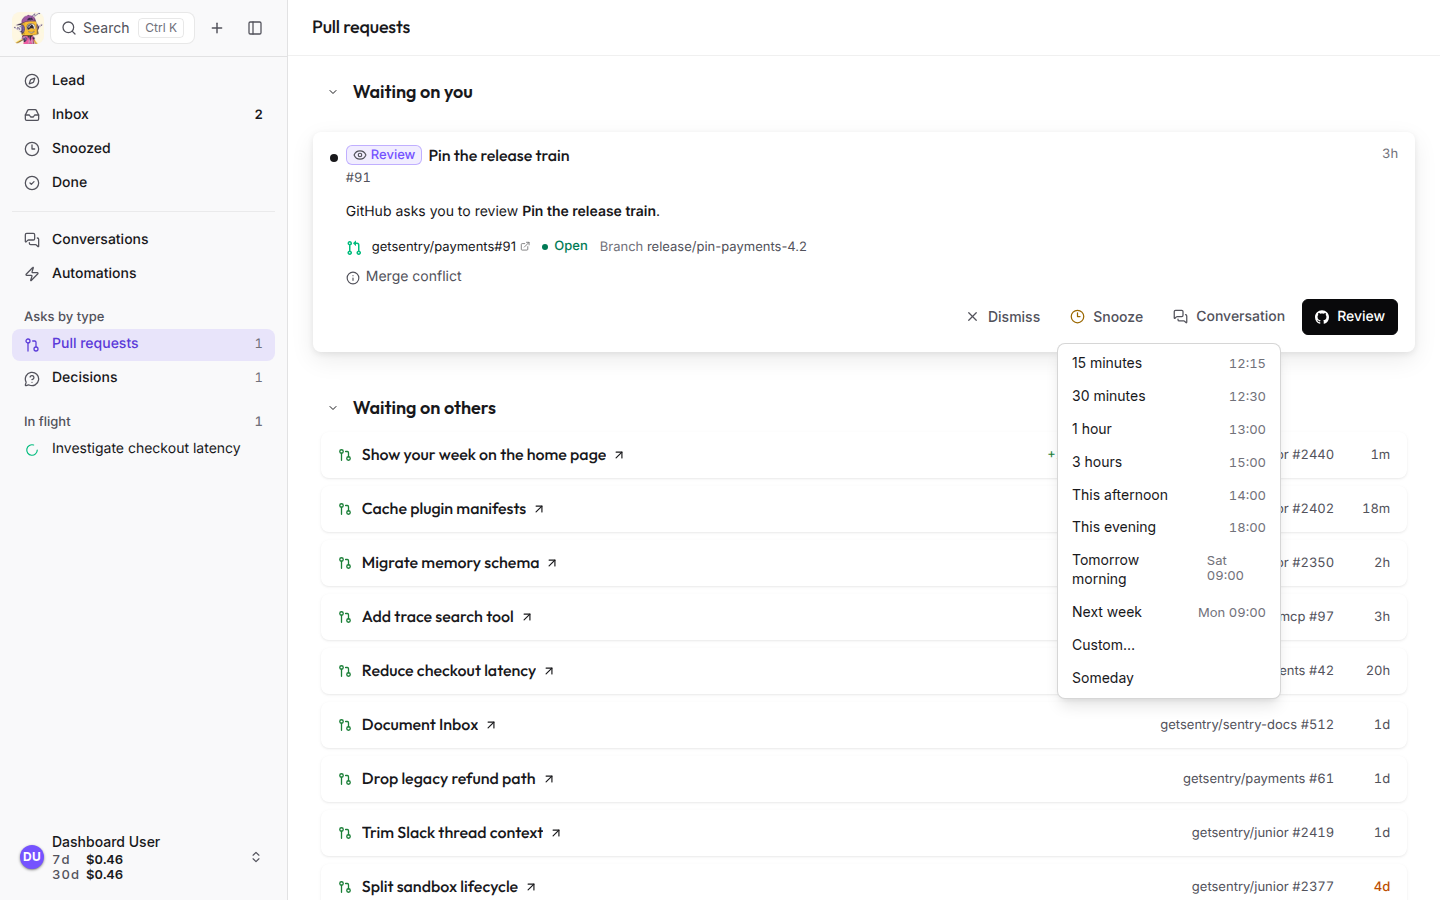 Search Ctrl K
Pull requests
Lead
Inbox 2
Snoozed
Done
Conversations
Automations
Asks by type
Pull requests 1
Decisions 1
In flight 1
Investigate checkout latency
Dashboard User
DU
7d $0.46
30d $0.46
Waiting on you
Review Pin the release train 3h
#91
GitHub asks you to review Pin the release train.
getsentry/payments#91 Open Branch release/pin-payments-4.2
Merge conflict
Dismiss Snooze Conversation Review
15 minutes 12:15
30 minutes 12:30
1 hour 13:00
3 hours 15:00
This afternoon 14:00
This evening 18:00
Tomorrow morning Sat 09:00
Next week Mon 09:00
Custom...
Someday
Waiting on others
Show your week on the home page + #2440 1m
Cache plugin manifests #2402 18m
Migrate memory schema #2350 2h
Add trace search tool mcp #97 3h
Reduce checkout latency #42 20h
Document Inbox getsentry/sentry-docs #512 1d
Drop legacy refund path getsentry/payments #61 1d
Trim Slack thread context getsentry/junior #2419 1d
Split sandbox lifecycle getsentry/junior #2377 4d